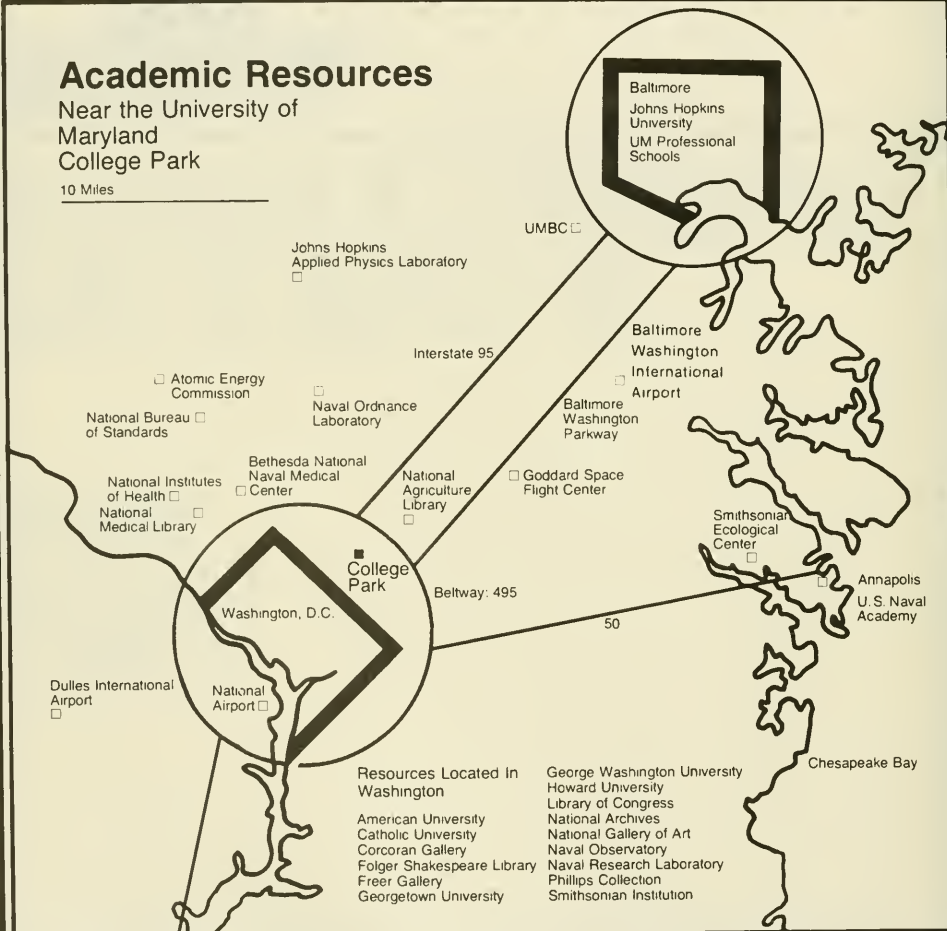 Academic Resources
Near the University of
Maryland
College Park
10 Miles
Baltimore
Johns Hopkins
University
UM Professional
Schools
UMBC
Johns Hopkins
Applied Physics Laboratory
Interstate 95
Baltimore
Washington
International
Airport
Atomic Energy
Commission
Naval Ordnance
Laboratory
Baltimore
Washington
Parkway
National Bureau
of Standards
Bethesda National
Naval Medical
Center
National
Agriculture
Library
Goddard Space
Flight Center
National Institutes
of Health
National
Medical Library
Smithsonian
Ecological
Center
College
Park
Annapolis
U.S. Naval
Academy
Beltway: 495
Washington, D.C.
50
Dulles International
Airport
National
Airport
Chesapeake Bay
Resources Located In
Washington
American University
Catholic University
Corcoran Gallery
Folger Shakespeare Library
Freer Gallery
Georgetown University
George Washington University
Howard University
Library of Congress
National Archives
National Gallery of Art
Naval Observatory
Naval Research Laboratory
Phillips Collection
Smithsonian Institution